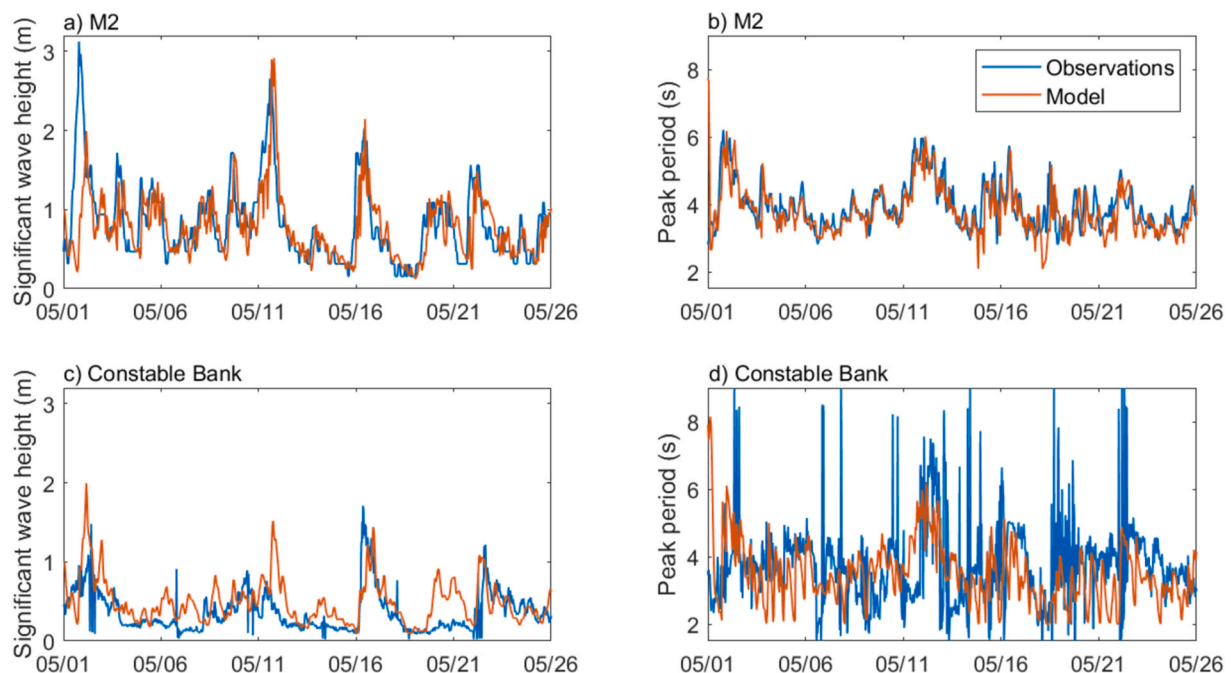 a) M2
Significant wave height (m)
3
2
1
0
05/01 05/06 05/11 05/16 05/21 05/26
b) M2
Peak period (s)
8
6
4
2
Observations
Model
05/01 05/06 05/11 05/16 05/21 05/26
c) Constable Bank
Significant wave height (m)
3
2
1
0
05/01 05/06 05/11 05/16 05/21 05/26
d) Constable Bank
Peak period (s)
8
6
4
2
05/01 05/06 05/11 05/16 05/21 05/26